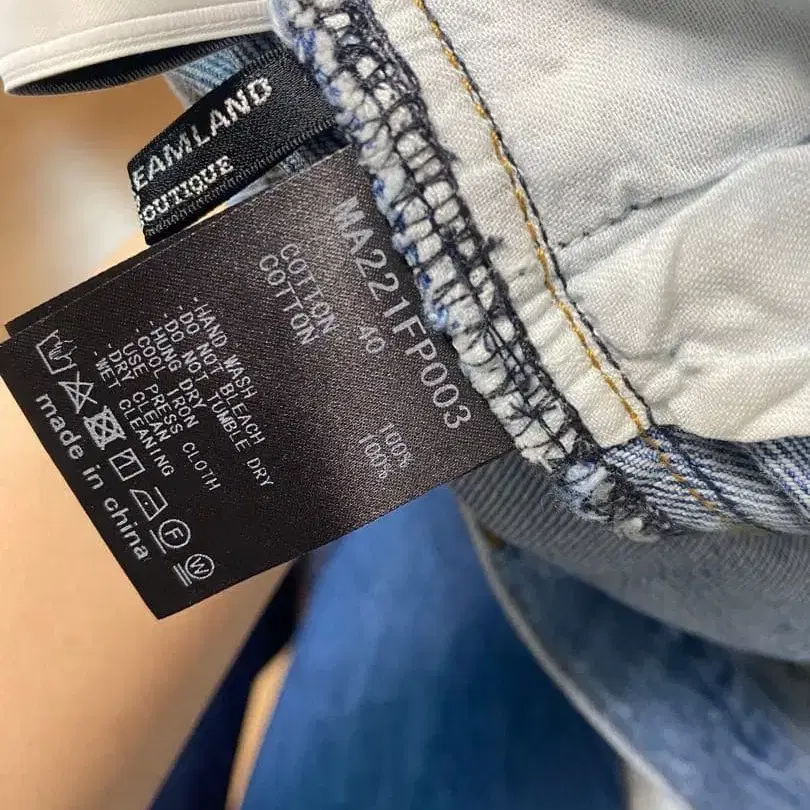 EAMLAND
OUTIQUE
MA221FP003
40
COTTON 100%
COTTON 100%
-HAND WASH
-DO NOT BLEACH
-DO NOT TUMBLE DRY
-HUNG DRY
-COOL IRON
-USE PRESS CLOTH
-DRY CLEAN
-WET CLEANING
F W
made in china